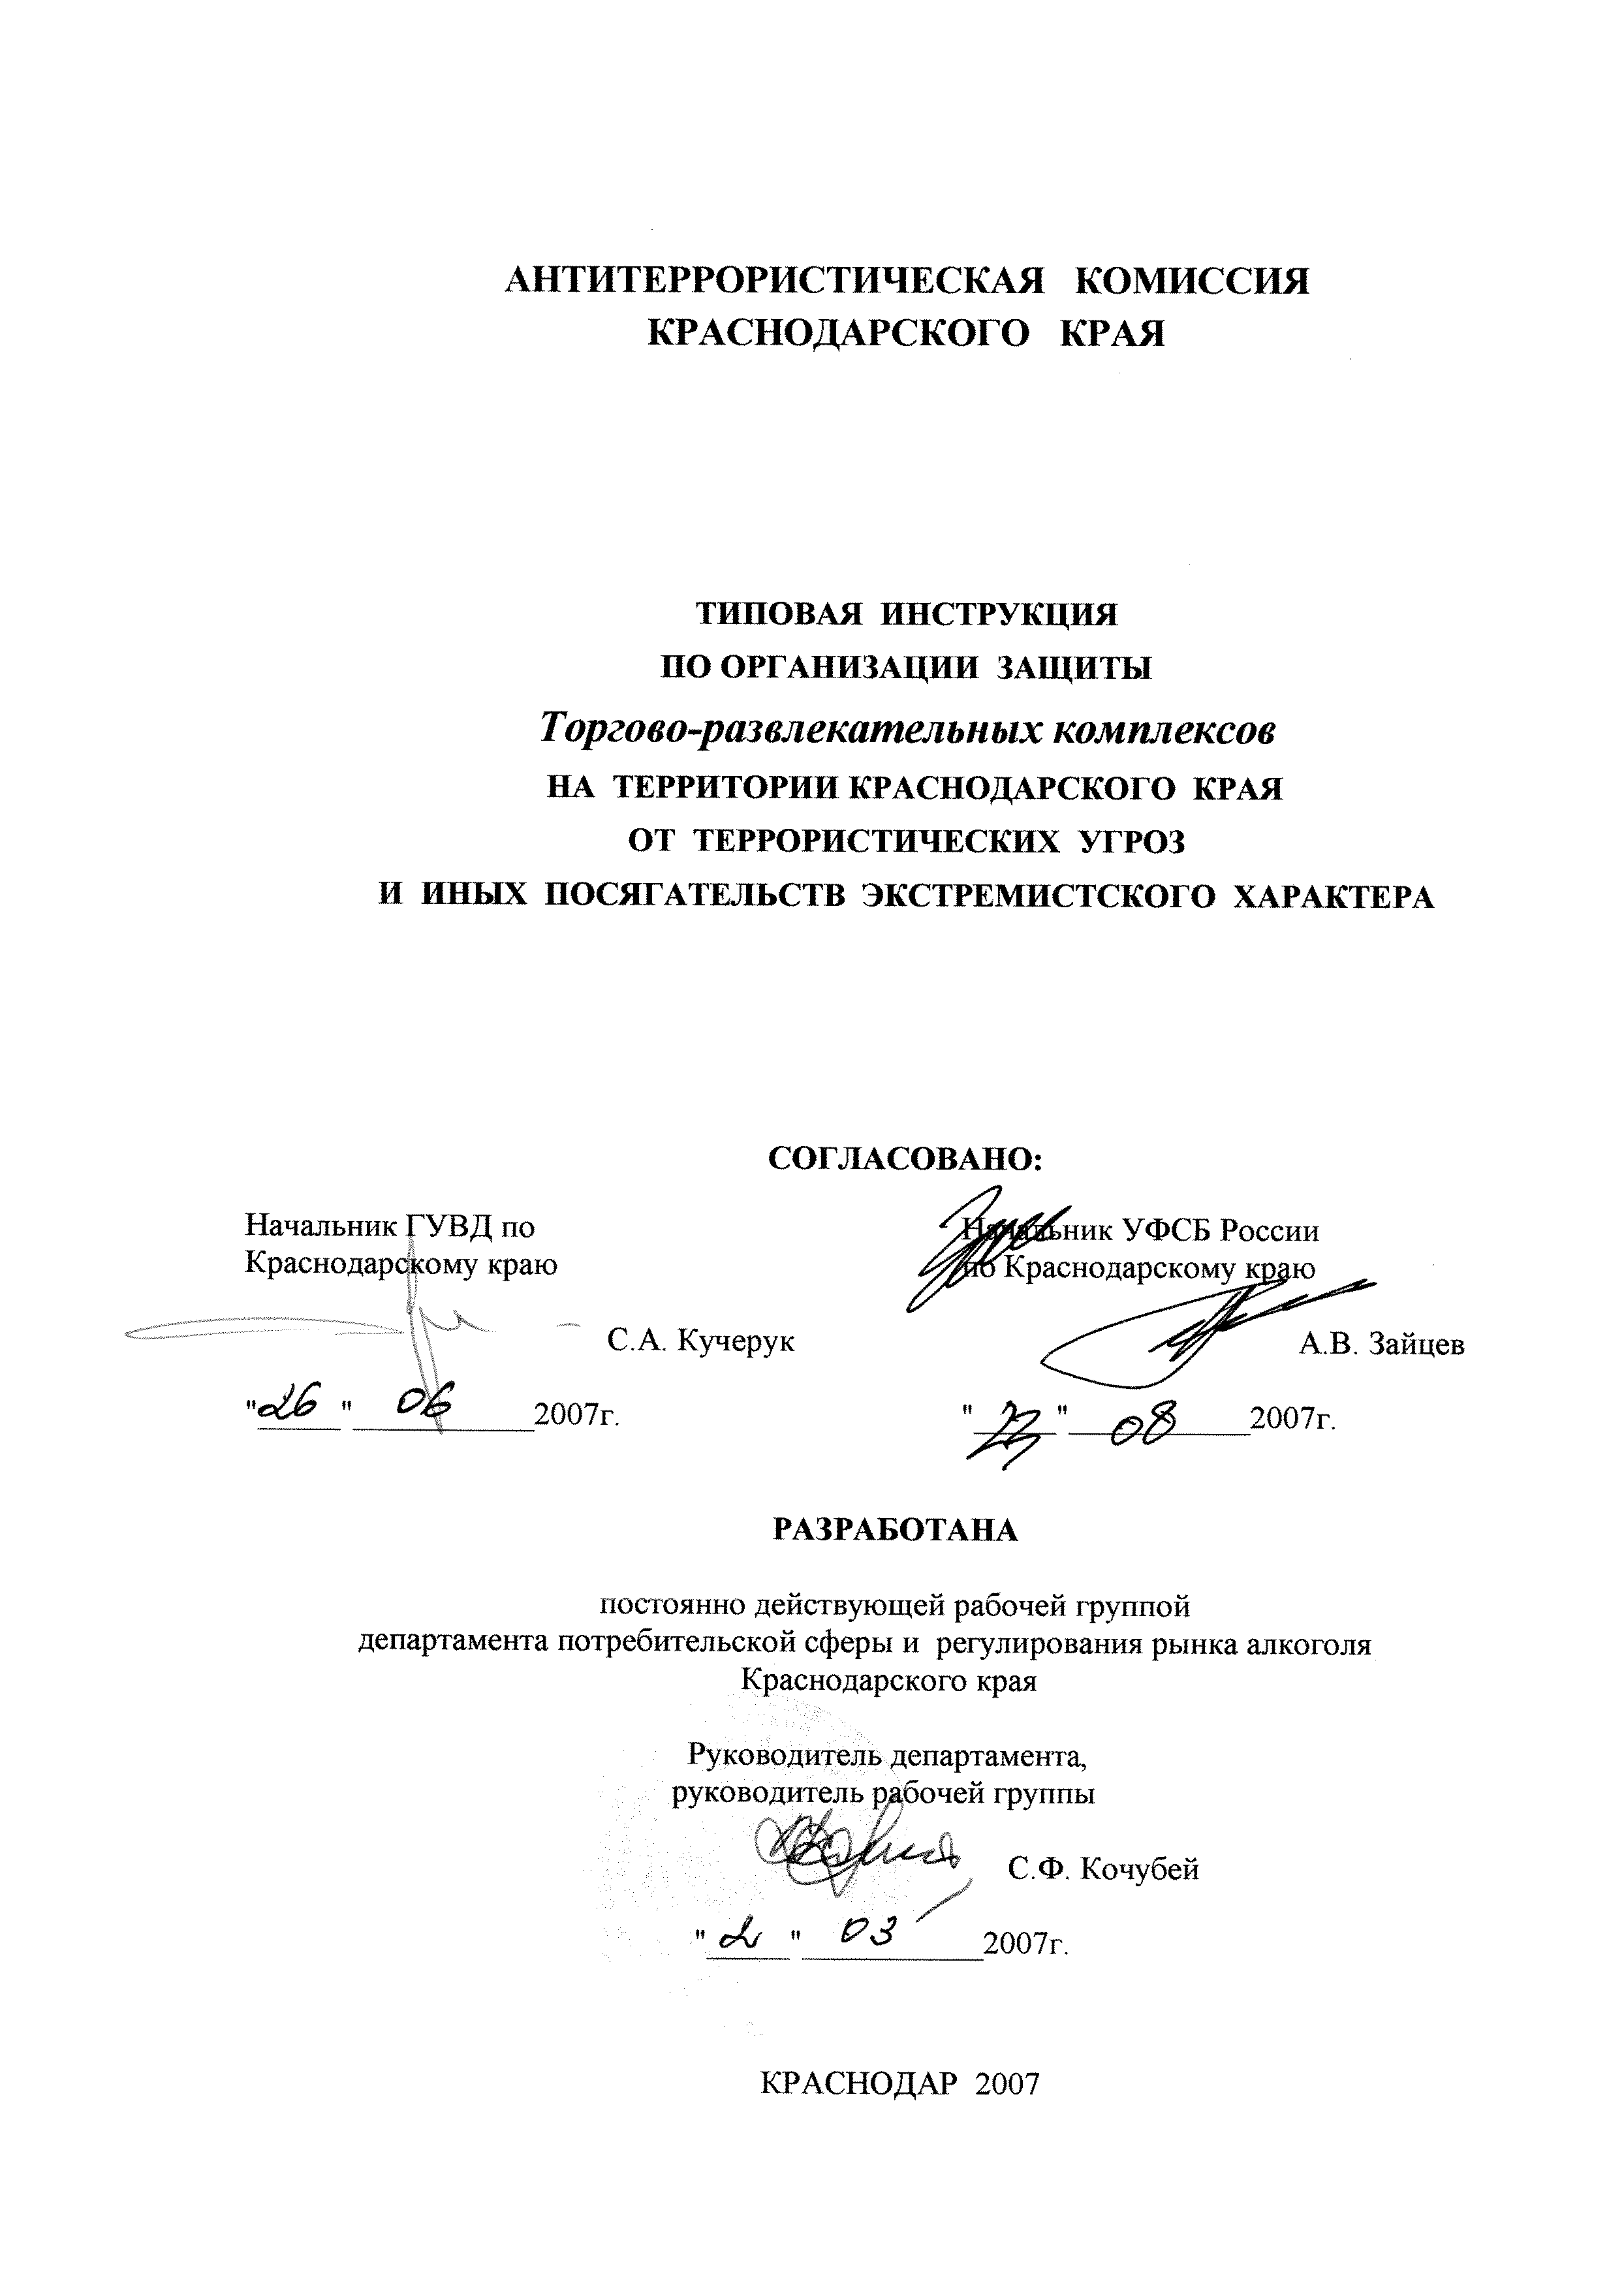 АНТИТЕРРОРИСТИЧЕСКАЯ КОМИССИЯ
КРАСНОДАРСКОГО КРАЯ
ТИПОВАЯ ИНСТРУКЦИЯ
ПО ОРГАНИЗАЦИИ ЗАЩИТЫ
Торгово-развлекательных комплексов
НА ТЕРРИТОРИИ КРАСНОДАРСКОГО КРАЯ
ОТ ТЕРРОРИСТИЧЕСКИХ УГРОЗ
И ИНЫХ ПОСЯГАТЕЛЬСТВ ЭКСТРЕМИСТСКОГО ХАРАКТЕРА
СОГЛАСОВАНО:
Начальник ГУВД по
Краснодарскому краю
С.А. Кучерук
"26" 06 2007г.
Начальник УФСБ России
по Краснодарскому краю
А.В. Зайцев
"23" 08 2007г.
РАЗРАБОТАНА
постоянно действующей рабочей группой
департамента потребительской сферы и регулирования рынка алкоголя
Краснодарского края
Руководитель департамента,
руководитель рабочей группы
С.Ф. Кочубей
"2" 03 2007г.
КРАСНОДАР 2007